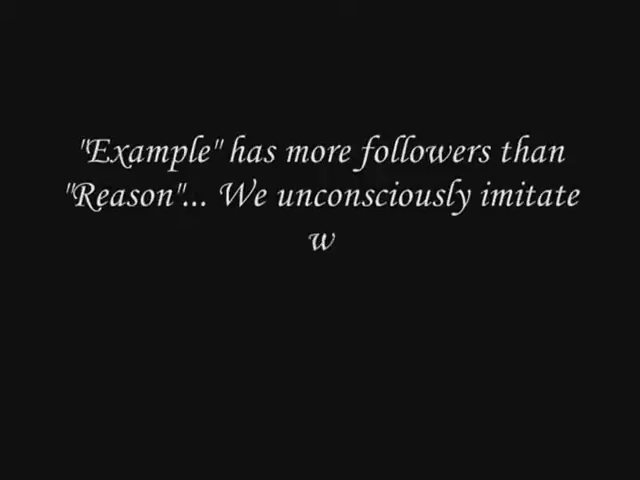 "Example" has more followers than
"Reason"... We unconsciously imitate
w